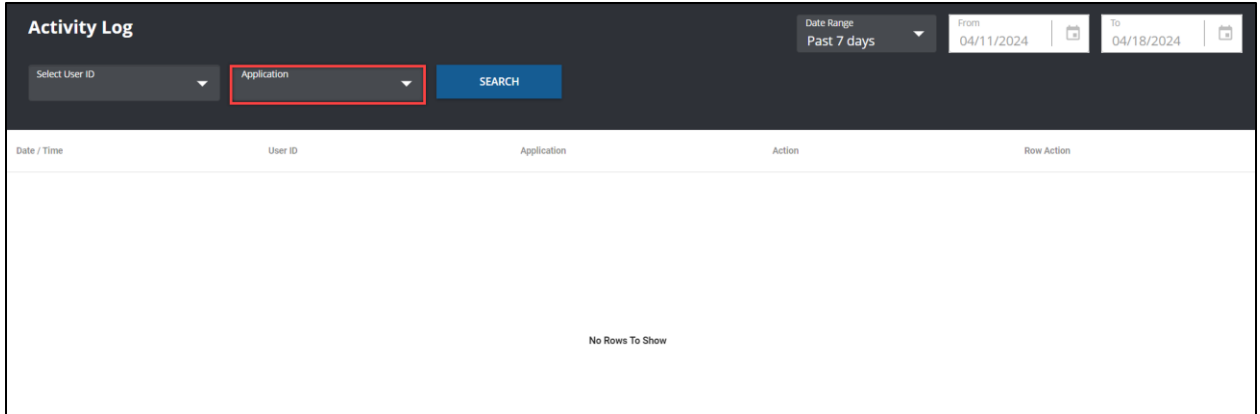 Activity Log
Date Range
Past 7 days
From
04/11/2024
To
04/18/2024
Select User ID
Application
SEARCH
Date / Time User ID Application Action Row Action
No Rows To Show